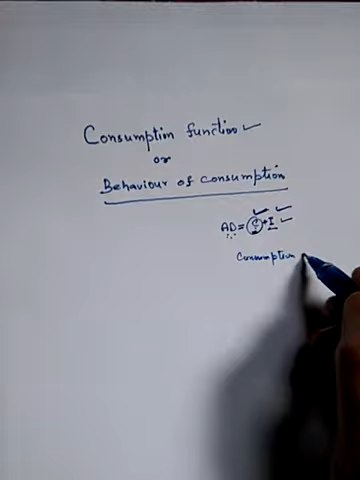 Consumption function ✓
or
Behaviour of consumption
AD = C + I
Consumption